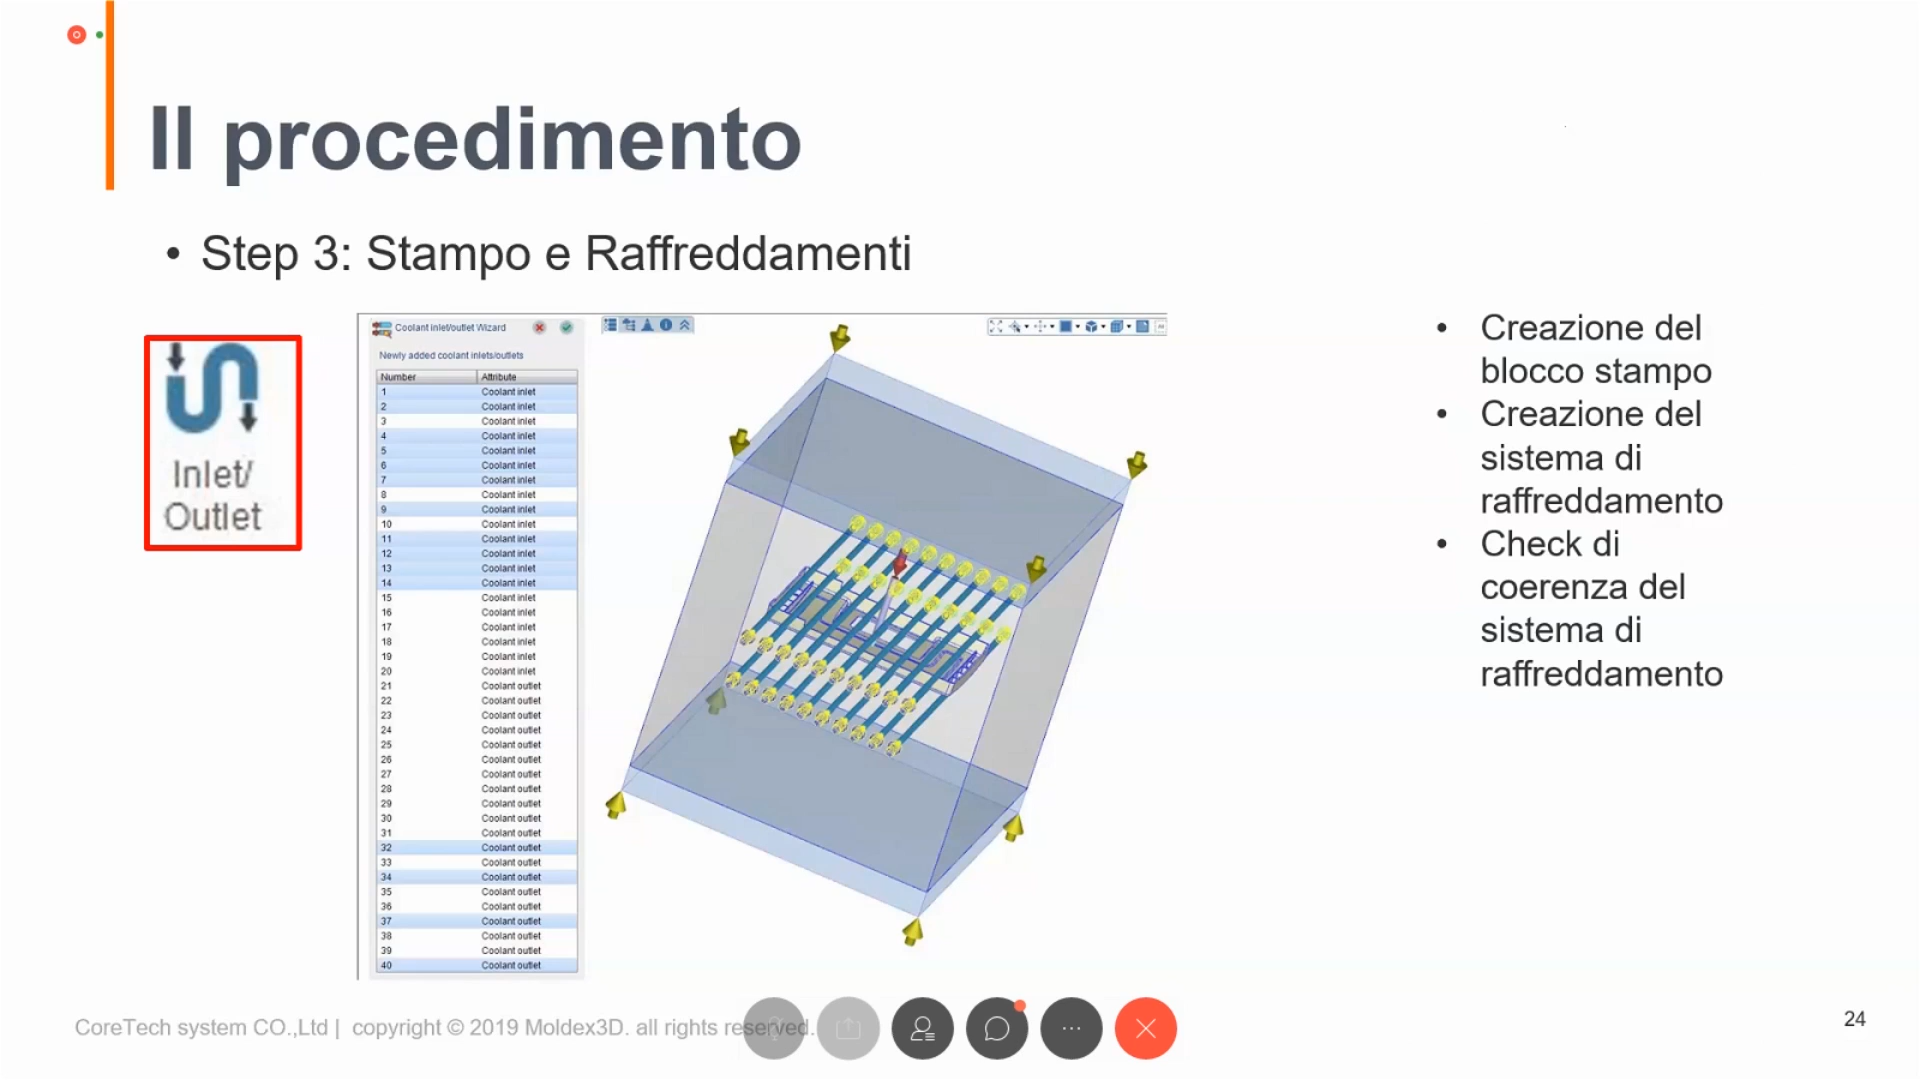 Il procedimento
• Step 3: Stampo e Raffreddamenti
Inlet/
Outlet
Coolant inlet/outlet Wizard
Newly added coolant inlets/outlets
Number Attribute
1 Coolant inlet
2 Coolant inlet
3 Coolant inlet
4 Coolant inlet
5 Coolant inlet
6 Coolant inlet
7 Coolant inlet
8 Coolant inlet
9 Coolant inlet
10 Coolant inlet
11 Coolant inlet
12 Coolant inlet
13 Coolant inlet
14 Coolant inlet
15 Coolant inlet
16 Coolant inlet
17 Coolant inlet
18 Coolant inlet
19 Coolant inlet
20 Coolant inlet
21 Coolant outlet
22 Coolant outlet
23 Coolant outlet
24 Coolant outlet
25 Coolant outlet
26 Coolant outlet
27 Coolant outlet
28 Coolant outlet
29 Coolant outlet
30 Coolant outlet
31 Coolant outlet
32 Coolant outlet
33 Coolant outlet
34 Coolant outlet
35 Coolant outlet
36 Coolant outlet
37 Coolant outlet
38 Coolant outlet
39 Coolant outlet
40 Coolant outlet
• Creazione del
blocco stampo
• Creazione del
sistema di
raffreddamento
• Check di
coerenza del
sistema di
raffreddamento
CoreTech system CO.,Ltd | copyright © 2019 Moldex3D. all rights reserved.
24